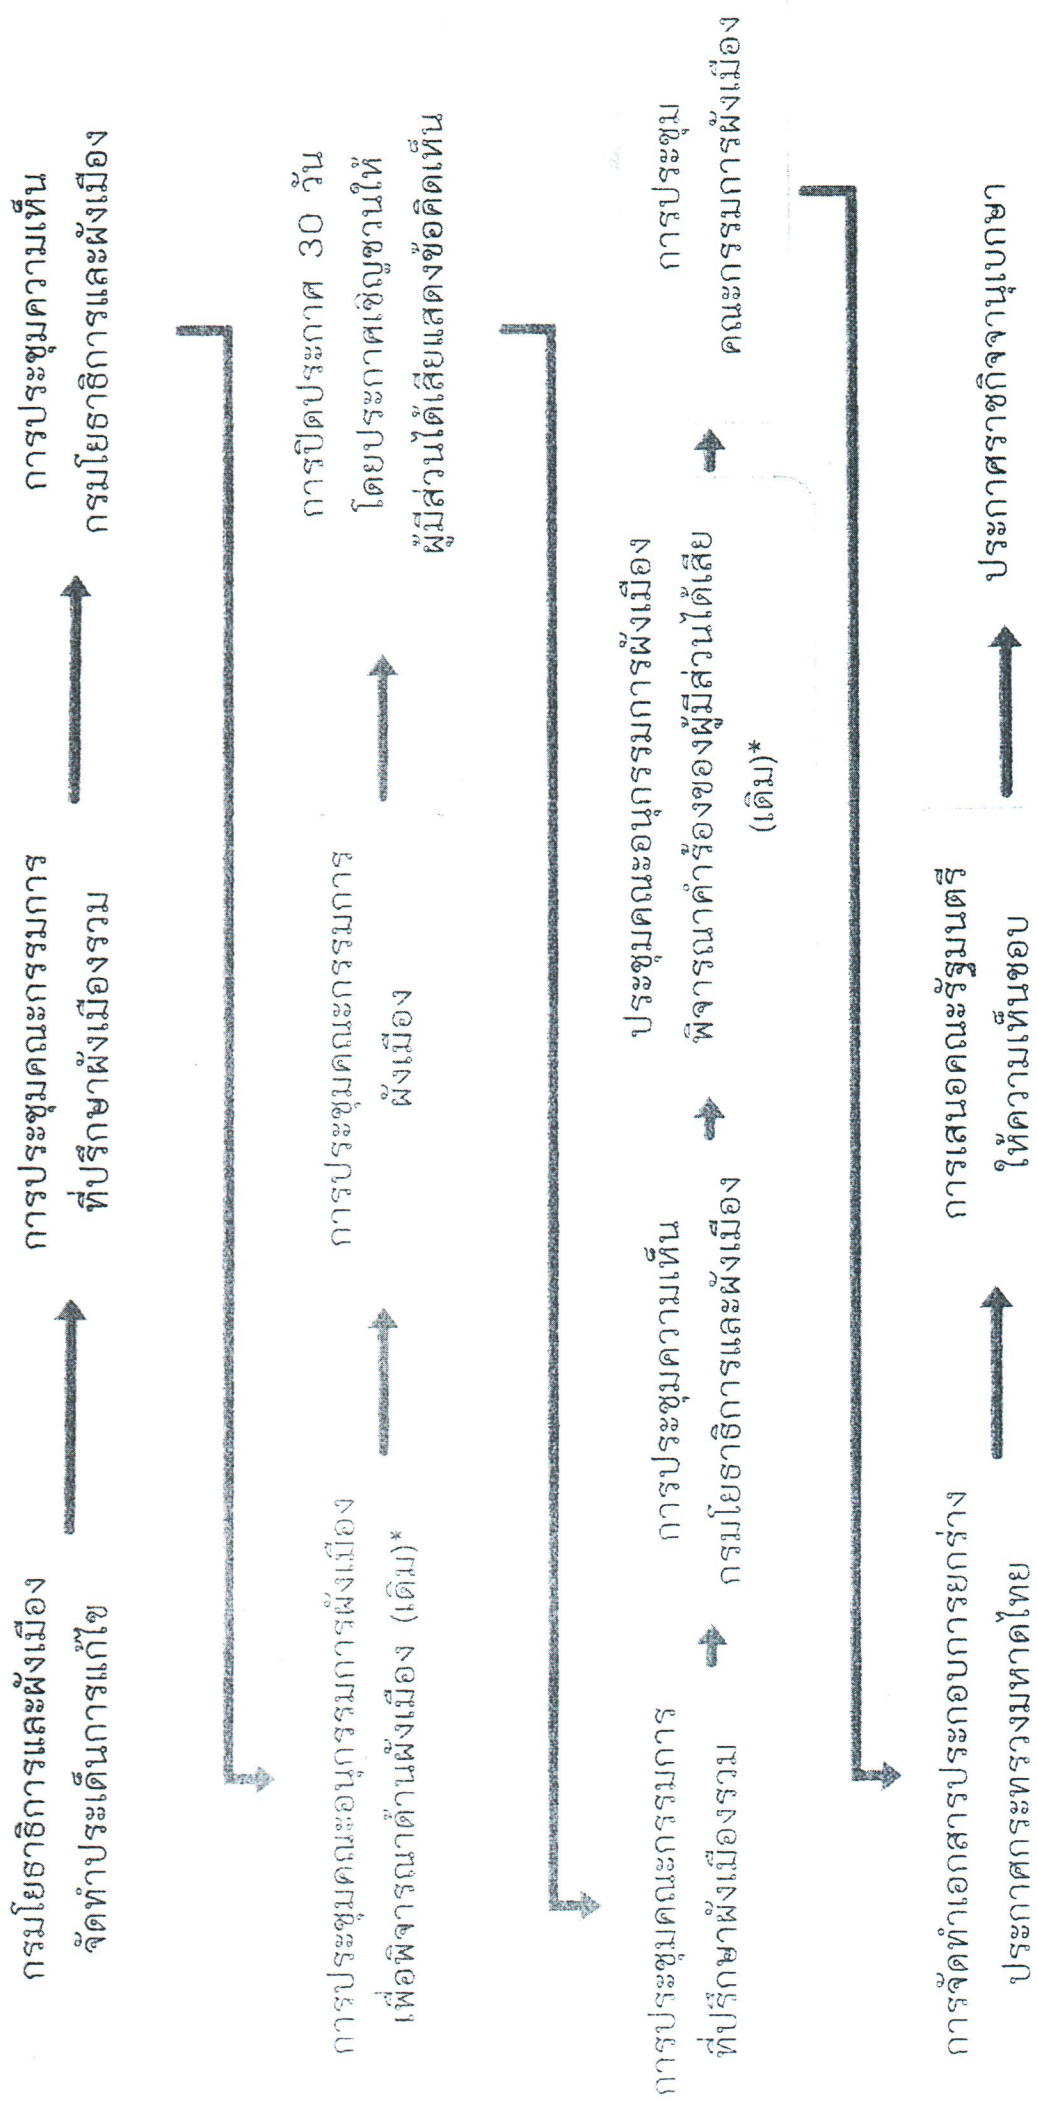 กรมโยธาธิการและผังเมือง
จัดทำประเด็นการแก้ไข
การประชุมคณะกรรมการ
ที่ปรึกษาผังเมืองรวม
การประชุมความเห็น
กรมโยธาธิการและผังเมือง
การประชุมคณะอนุกรรมการผังเมือง
เพื่อพิจารณาด้านผังเมือง (เดิม)*
การประชุมคณะกรรมการ
ผังเมือง
การปิดประกาศ 30 วัน
โดยประกาศเชิญชวนให้
ผู้มีส่วนได้เสียแสดงข้อคิดเห็น
การประชุมคณะกรรมการ
ที่ปรึกษาผังเมืองรวม
การประชุมความเห็น
กรมโยธาธิการและผังเมือง
ประชุมคณะอนุกรรมการผังเมือง
พิจารณาคำร้องของผู้มีส่วนได้เสีย
(เดิม)*
การประชุม
คณะกรรมการผังเมือง
การจัดทำเอกสารประกอบการยกร่าง
ประกาศกระทรวงมหาดไทย
การเสนอคณะรัฐมนตรี
ให้ความเห็นชอบ
ประกาศราชกิจจานุเบกษา